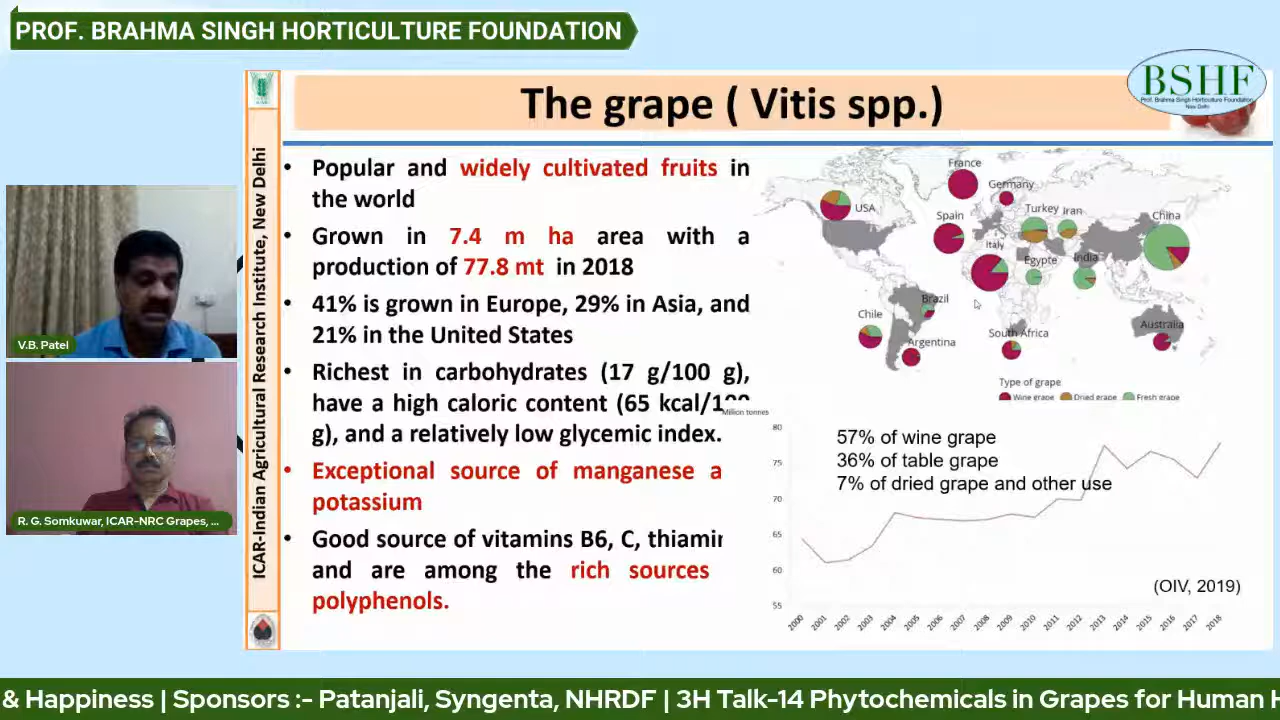 PROF. BRAHMA SINGH HORTICULTURE FOUNDATION
BSHF
Prof. Brahma Singh Horticulture Foundation
New Delhi
The grape ( Vitis spp.)
ICAR-Indian Agricultural Research Institute, New Delhi
• Popular and widely cultivated fruits in
the world
• Grown in 7.4 m ha area with a
production of 77.8 mt in 2018
• 41% is grown in Europe, 29% in Asia, and
21% in the United States
• Richest in carbohydrates (17 g/100 g),
have a high caloric content (65 kcal/100
g), and a relatively low glycemic index.
• Exceptional source of manganese a
potassium
• Good source of vitamins B6, C, thiamin
and are among the rich sources
polyphenols.
V.B. Patel
R. G. Somkuwar, ICAR-NRC Grapes, ...
France
Germany
USA
Spain
Turkey
Iran
China
Italy
Egypte
India
Brazil
Chile
Argentina
South Africa
Australia
Type of grape
Wine grape
Dried grape
Fresh grape
Million tonnes
80
75
70
65
60
55
57% of wine grape
36% of table grape
7% of dried grape and other use
(OIV, 2019)
2000 2001 2002 2003 2004 2005 2006 2007 2008 2009 2010 2011 2012 2013 2014 2015 2016 2017 2018
& Happiness | Sponsors :- Patanjali, Syngenta, NHRDF | 3H Talk-14 Phytochemicals in Grapes for Human H